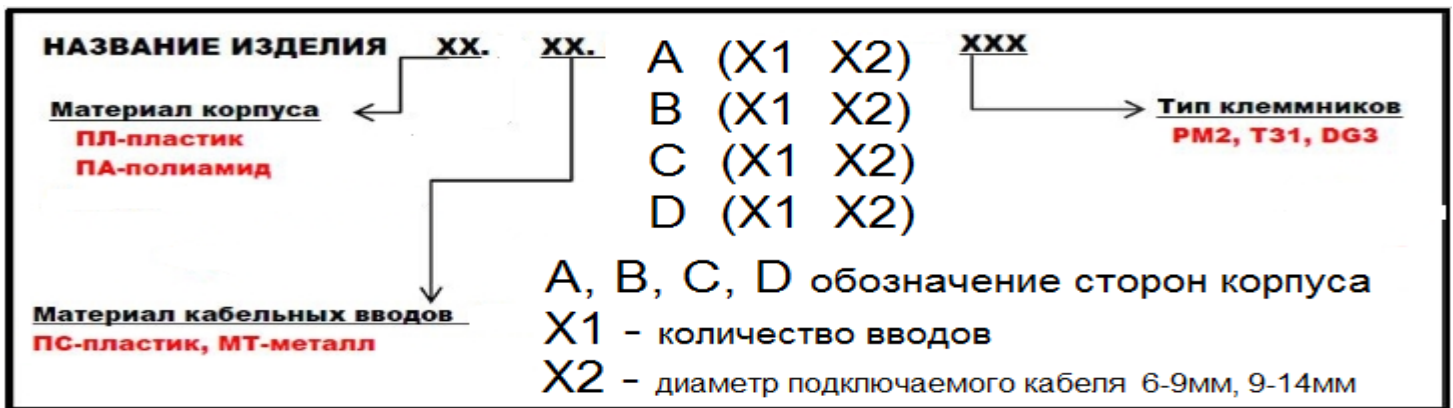 НАЗВАНИЕ ИЗДЕЛИЯ XX. XX. A (X1 X2) XXX
Материал корпуса
ПЛ-пластик
ПА-полиамид
B (X1 X2)
C (X1 X2)
D (X1 X2)
Тип клеммников
PM2, T31, DG3
Материал кабельных вводов
ПС-пластик, МТ-металл
A, B, C, D обозначение сторон корпуса
X1 - количество вводов
X2 - диаметр подключаемого кабеля 6-9мм, 9-14мм